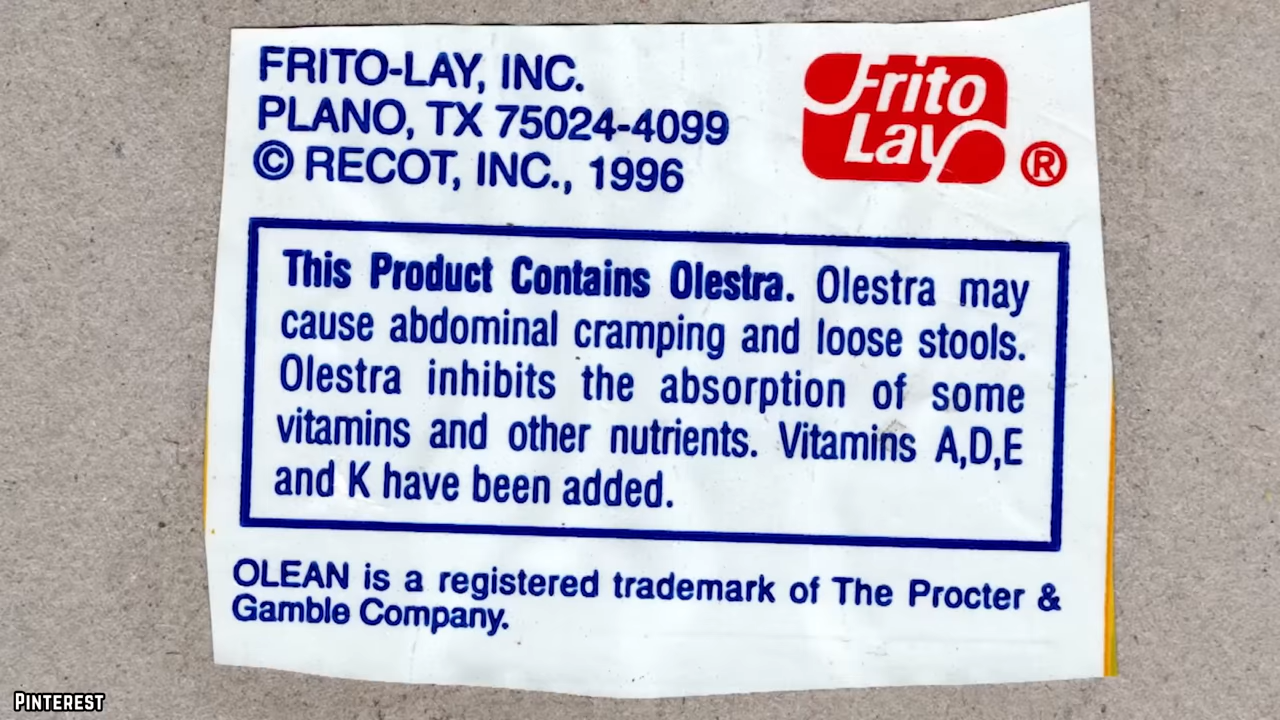 FRITO-LAY, INC.
PLANO, TX 75024-4099
© RECOT, INC., 1996
Frito
Lay
®
This Product Contains Olestra. Olestra may
cause abdominal cramping and loose stools.
Olestra inhibits the absorption of some
vitamins and other nutrients. Vitamins A,D,E
and K have been added.
OLEAN is a registered trademark of The Procter &
Gamble Company.
PINTEREST